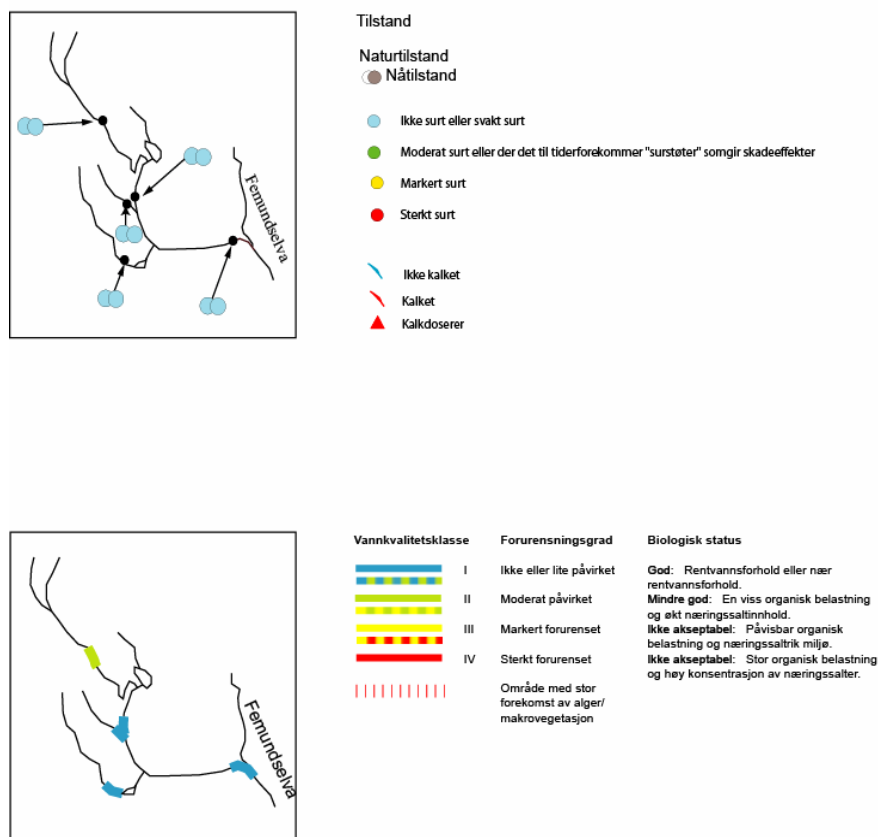 Tilstand
Naturtilstand
Nåtilstand
Ikke surt eller svakt surt
Moderat surt eller der det til tiderforekommer "surstøter" somgir skadeeffekter
Markert surt
Sterkt surt
Ikke kalket
Kalket
Kalkdoserer
Femundselva
Vannkvalitetsklasse Forurensningsgrad Biologisk status
I Ikke eller lite påvirket God: Rentvannsforhold eller nær
rentvannsforhold.
II Moderat påvirket Mindre god: En viss organisk belastning
og økt næringssaltinnhold.
III Markert forurenset Ikke akseptabel: Påvisbar organisk
belastning og næringssaltrik miljø.
IV Sterkt forurenset Ikke akseptabel: Stor organisk belastning
og høy konsentrasjon av næringssalter.
Område med stor
forekomst av alger/
makrovegetasjon
Femundselva